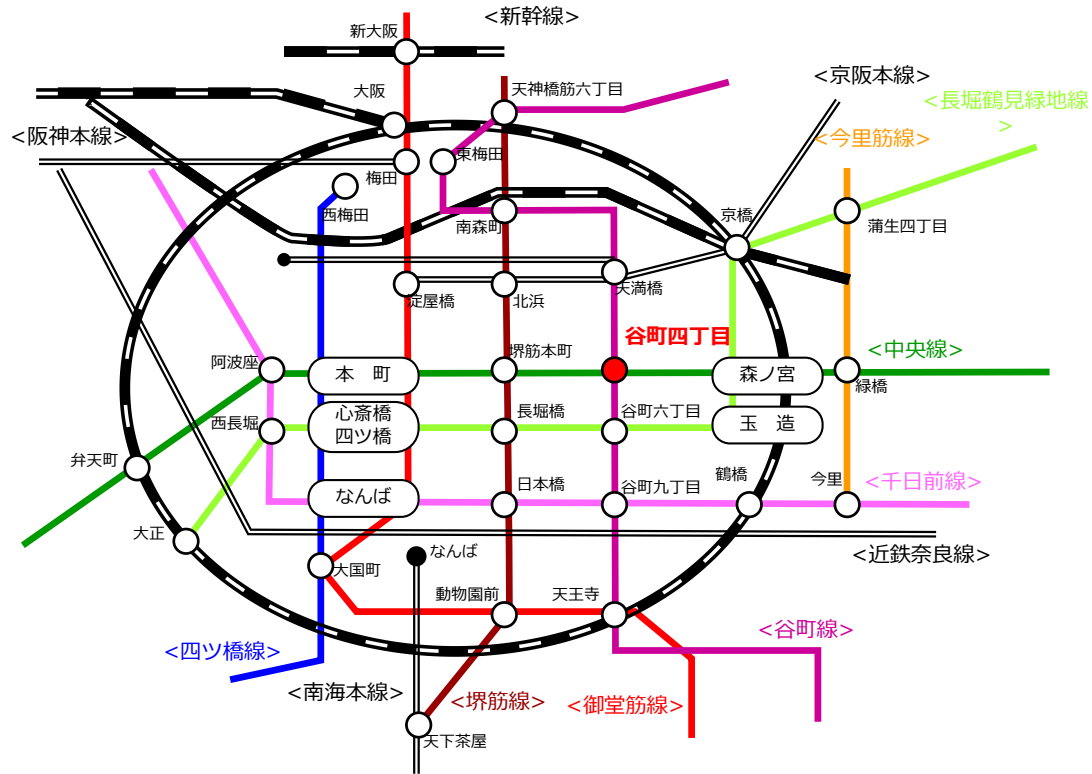 <新幹線>
新大阪
<京阪本線>
大阪
天神橋筋六丁目
<長堀鶴見緑地線
>
<阪神本線>
<今里筋線>
東梅田
梅田
西梅田
南森町
京橋
蒲生四丁目
天満橋
淀屋橋
北浜
谷町四丁目
堺筋本町
<中央線>
阿波座
本　町
森ノ宮
緑橋
心斎橋
四ツ橋
西長堀
長堀橋
谷町六丁目
玉　造
弁天町
鶴橋
今里
<千日前線>
なんば
日本橋
谷町九丁目
大正
なんば
<近鉄奈良線>
大国町
動物園前
天王寺
<谷町線>
<四ツ橋線>
<南海本線>
<堺筋線>
<御堂筋線>
天下茶屋